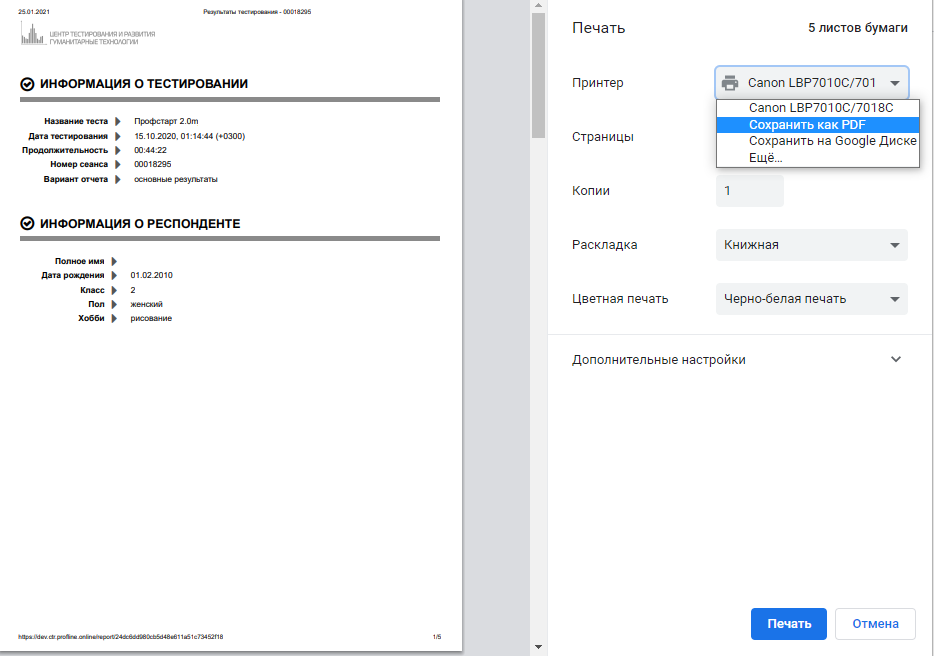 25.01.2021
Результаты тестирования - 00018295
ЦЕНТР ТЕСТИРОВАНИЯ И РАЗВИТИЯ
ГУМАНИТАРНЫЕ ТЕХНОЛОГИИ
ИНФОРМАЦИЯ О ТЕСТИРОВАНИИ
Название теста Профстарт 2.0m
Дата тестирования 15.10.2020, 01:14:44 (+0300)
Продолжительность 00:44:22
Номер сеанса 00018295
Вариант отчета основные результаты
ИНФОРМАЦИЯ О РЕСПОНДЕНТЕ
Полное имя
Дата рождения 01.02.2010
Класс 2
Пол женский
Хобби рисование
https://dev.ctr.profline.online/report/24dc6dd980cb5d48e611a51c73452f18
1/5
Печать 5 листов бумаги
Принтер Canon LBP7010C/701
Canon LBP7010C/7018C
Сохранить как PDF
Сохранить на Google Диске
Ещё...
Страницы
Копии 1
Раскладка Книжная
Цветная печать Черно-белая печать
Дополнительные настройки
Печать Отмена